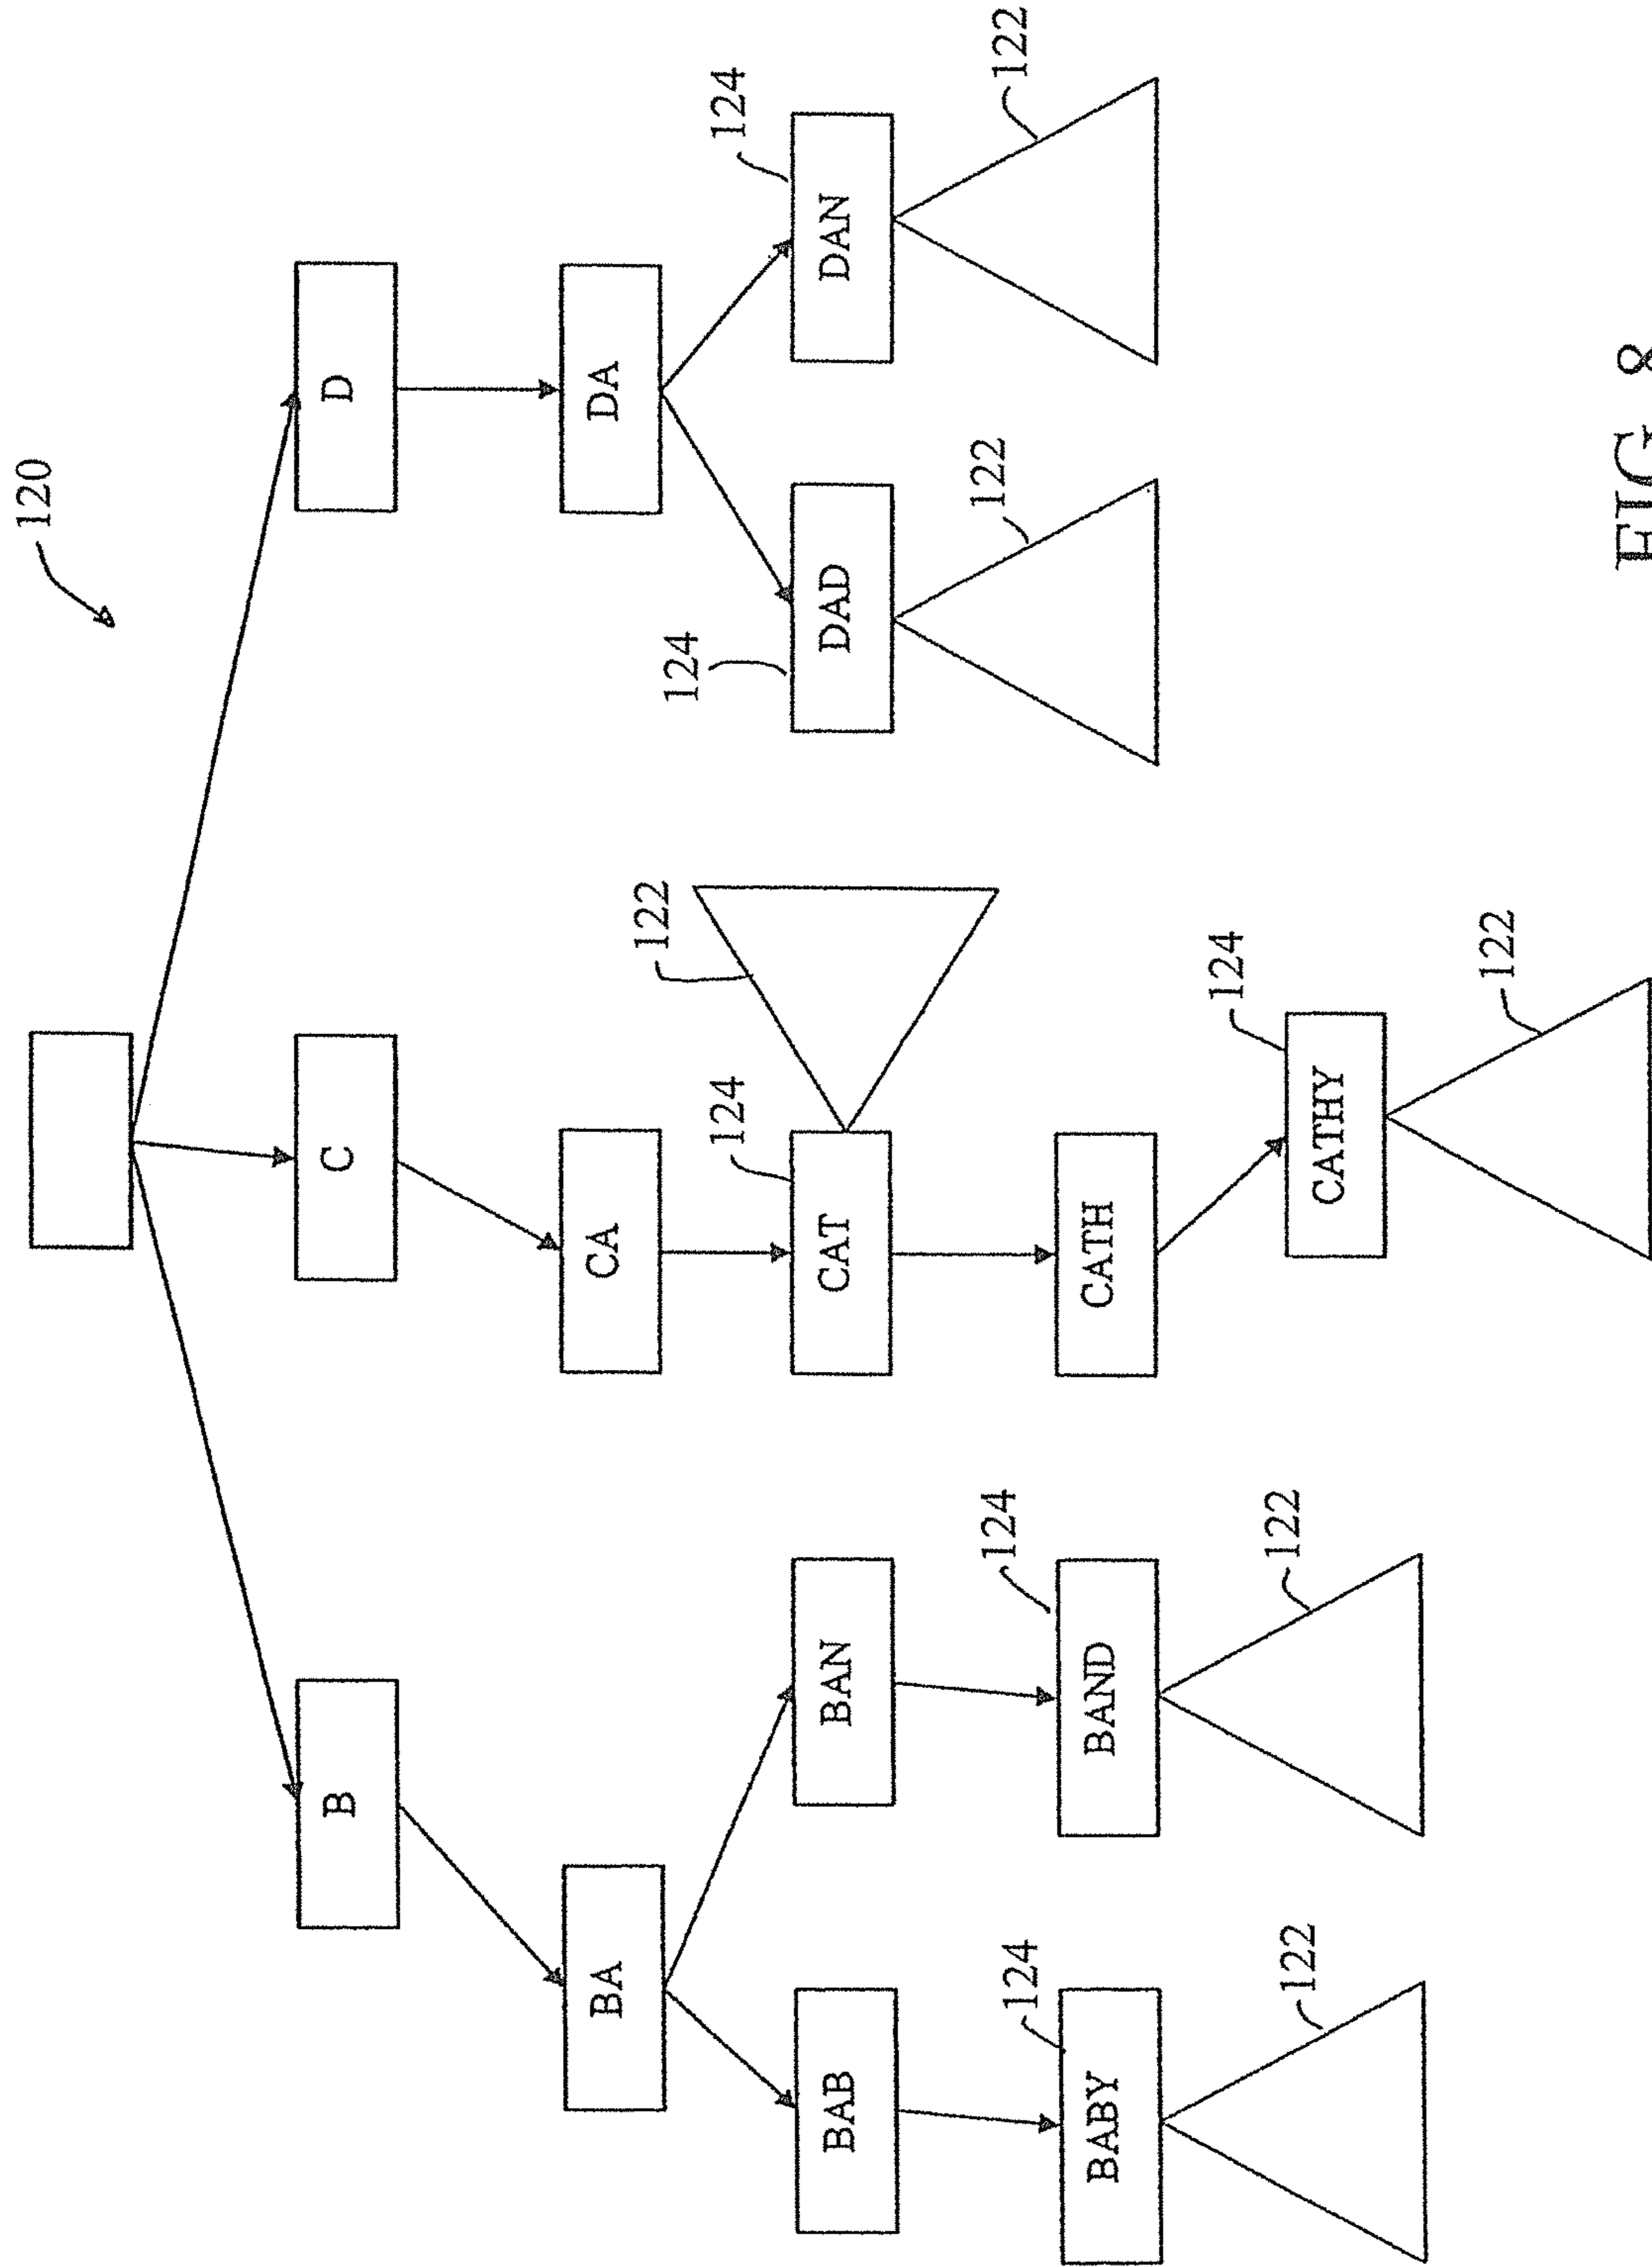 120
B C D
BA CA DA
122 124
124 124
BAB BAN CAT DAD DAN
124 124 122 122
BABY BAND CATH
124
122 122 CATHY
122
FIG 8